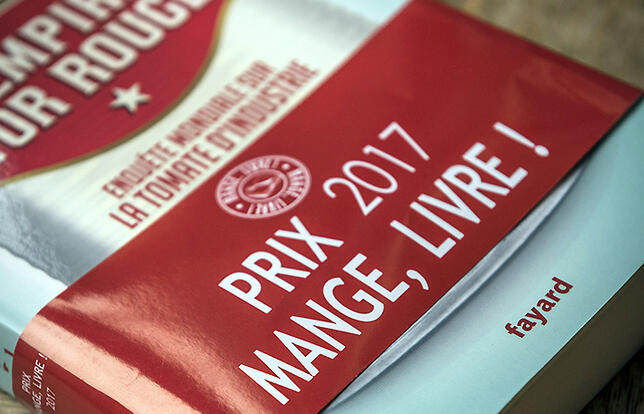 EMPIR
OR ROUGE
ENQUÊTE MONDIALE SUR
LA TOMATE D'INDUSTRIE
PRIX 2017
MANGE, LIVRE !
fayard
PRIX
MANGE, LIVRE !
2017